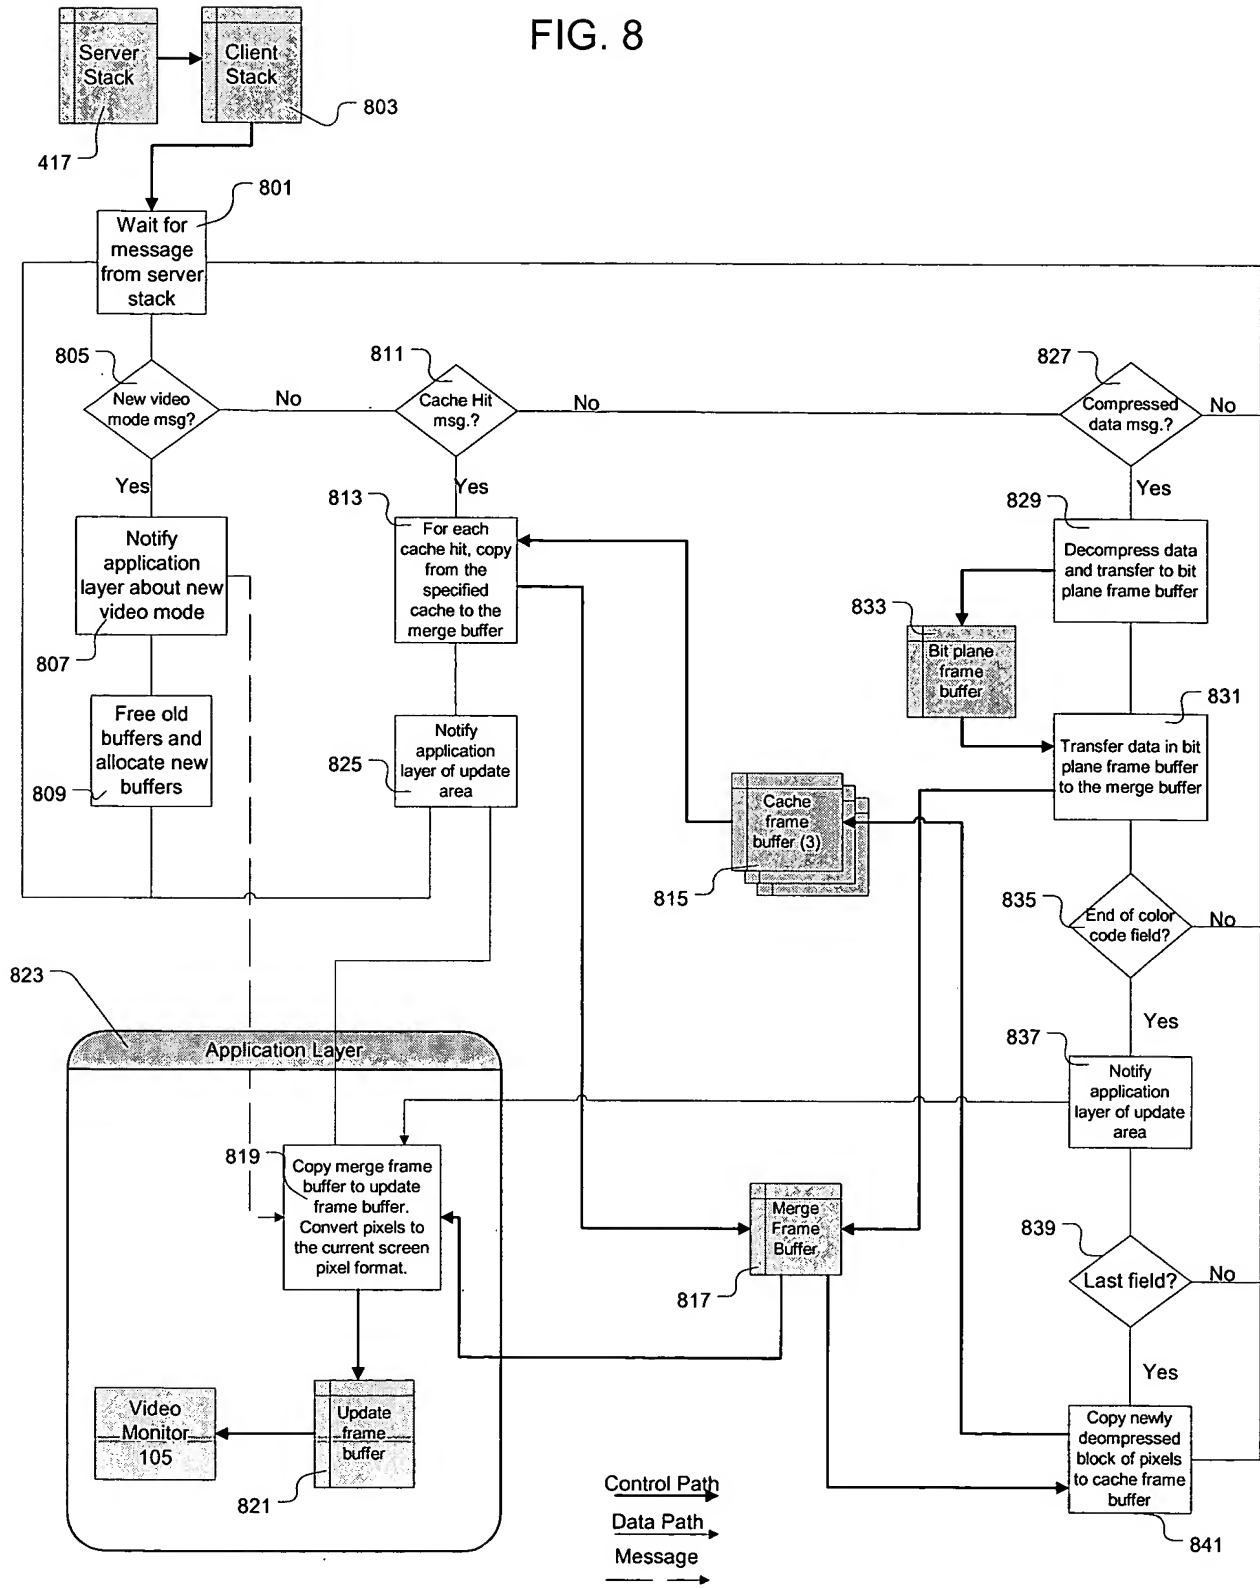 FIG. 8
Server
Stack
Client
Stack
803
417
801
Wait for
message
from server
stack
805
New video
mode msg?
No
811
Cache Hit
msg.?
No
827
Compressed
data msg.?
No
Yes
Yes
Yes
Notify
application
layer about new
video mode
807
813
For each
cache hit, copy
from the
specified
cache to the
merge buffer
829
Decompress data
and transfer to bit
plane frame buffer
833
Bit plane
frame
buffer
831
Transfer data in bit
plane frame buffer
to the merge buffer
Free old
buffers and
allocate new
buffers
809
825
Notify
application
layer of update
area
Cache
frame
buffer (3)
815
835
End of color
code field?
No
Yes
823
Application Layer
837
Notify
application
layer of update
area
819
Copy merge frame
buffer to update
frame buffer.
Convert pixels to
the current screen
pixel format.
Merge
Frame
Buffer
817
839
Last field?
No
Yes
Video
Monitor
105
Update
frame
buffer
821
Copy newly
deompressed
block of pixels
to cache frame
buffer
841
Control Path
Data Path
Message